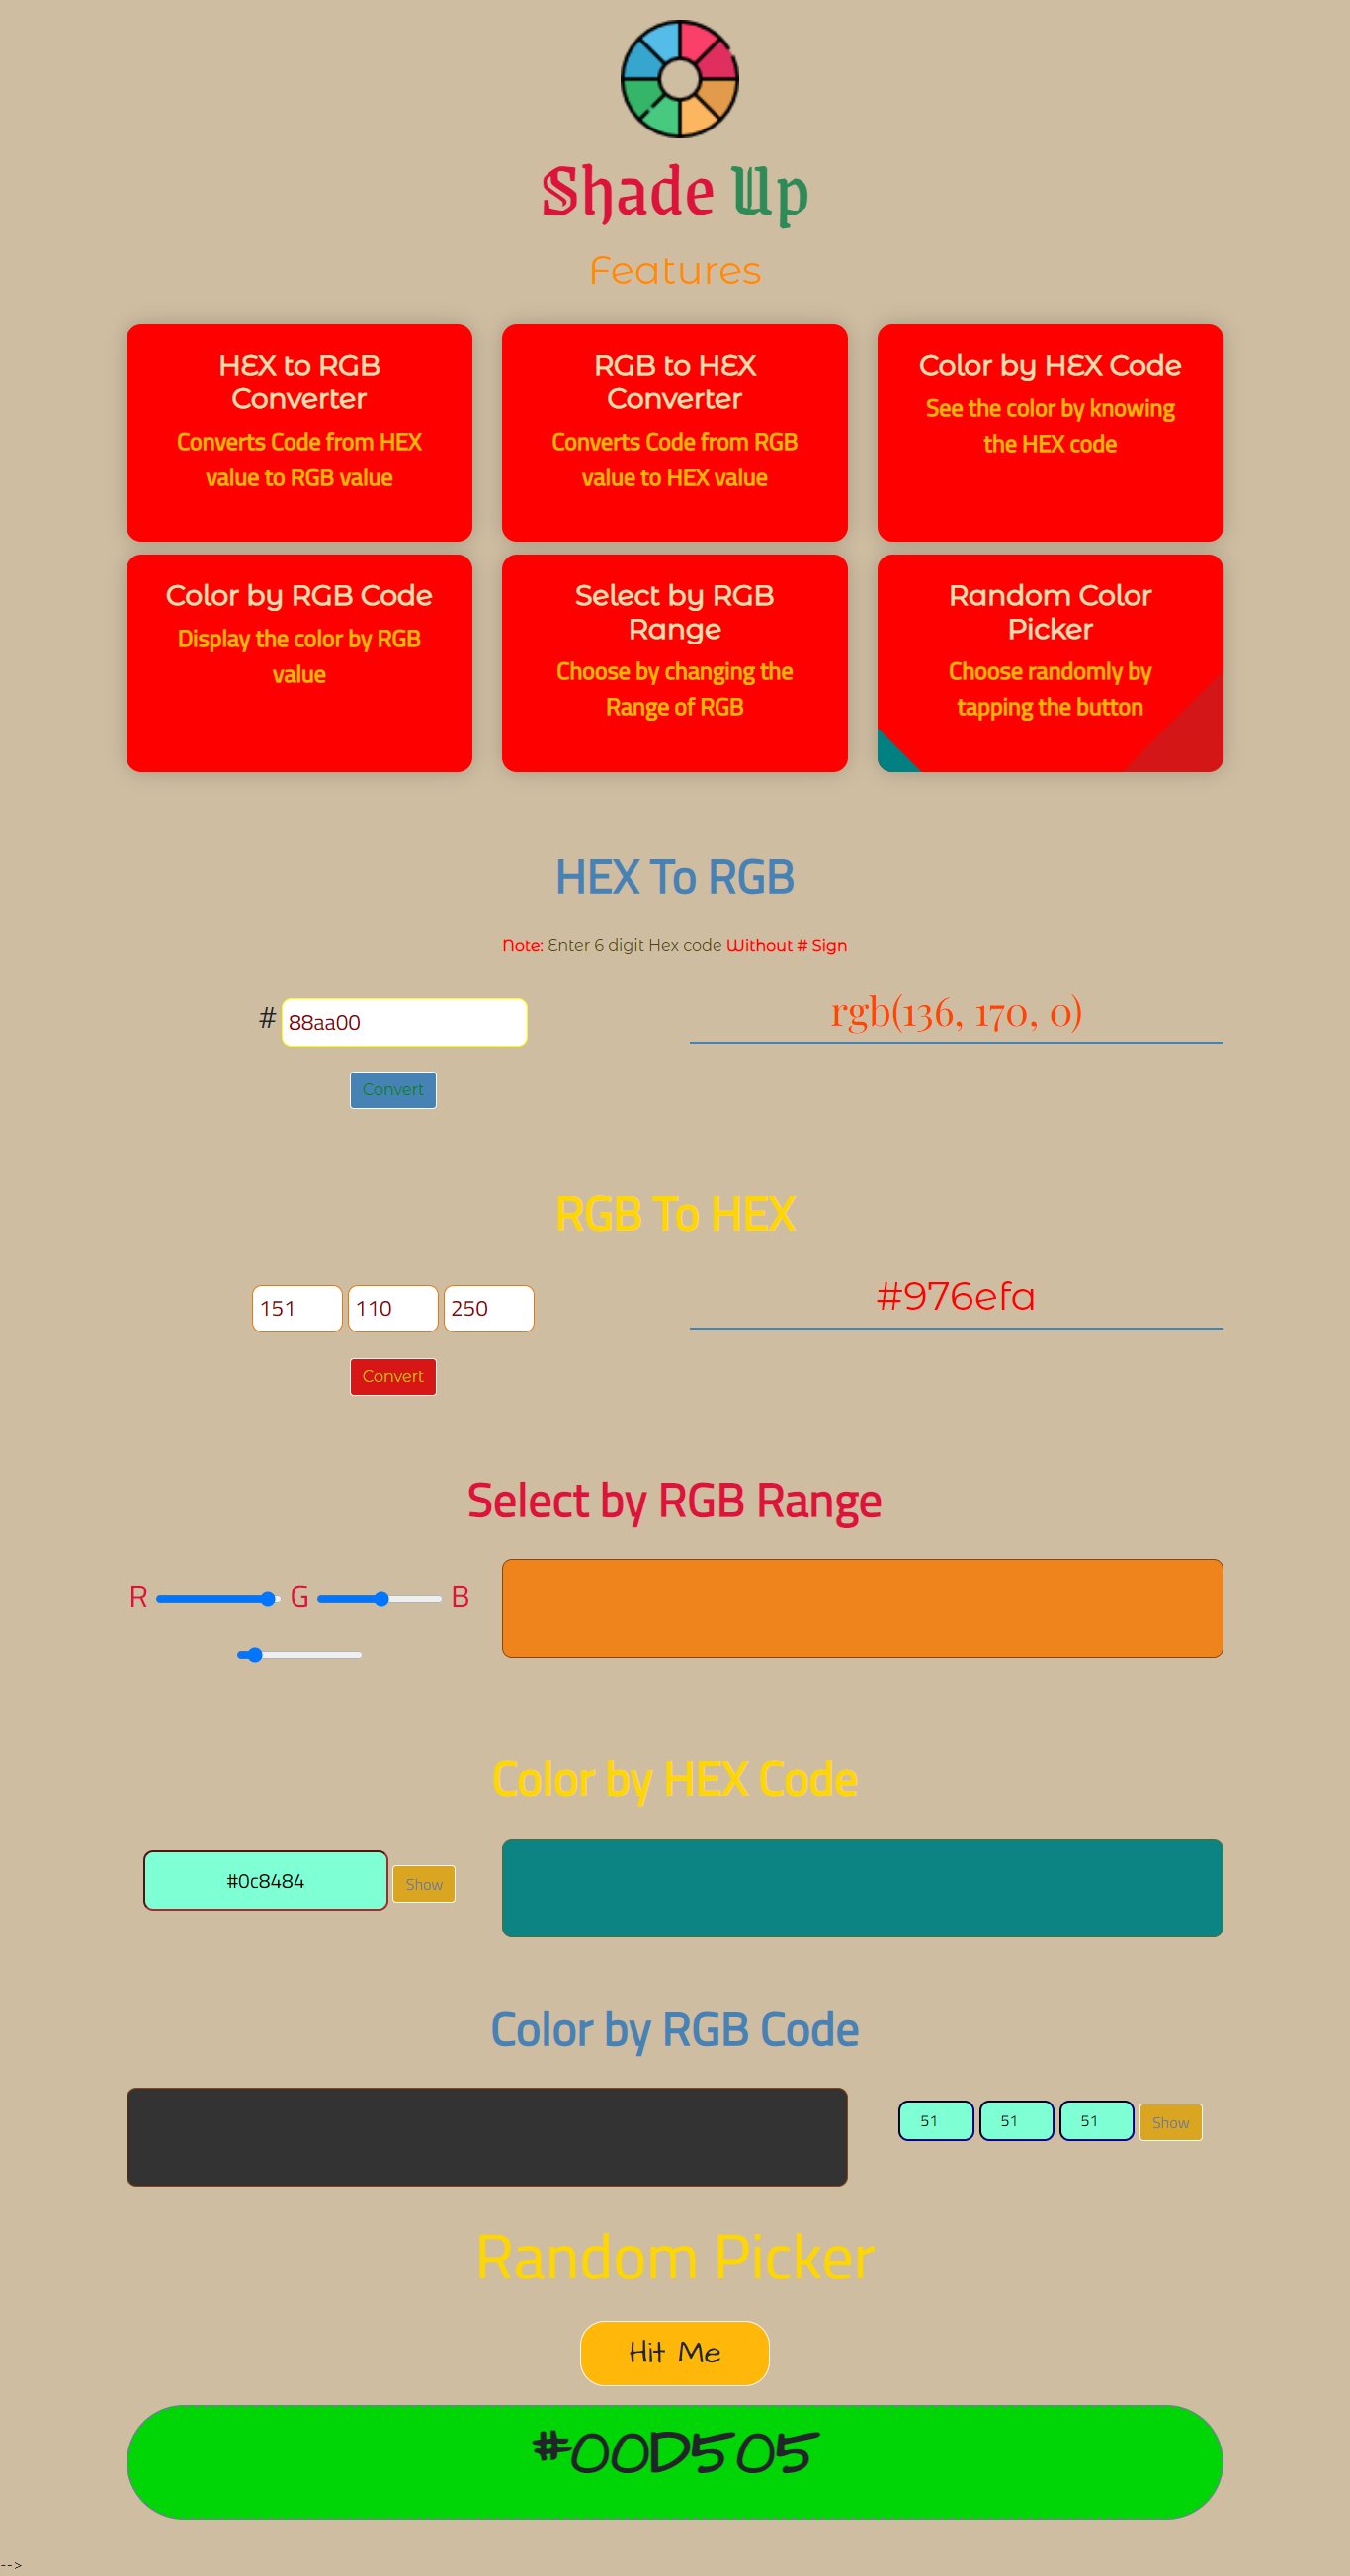 Shade Up
Features
HEX to RGB
Converter
Converts Code from HEX
value to RGB value
RGB to HEX
Converter
Converts Code from RGB
value to HEX value
Color by HEX Code
See the color by knowing
the HEX code
Color by RGB Code
Display the color by RGB
value
Select by RGB
Range
Choose by changing the
Range of RGB
Random Color
Picker
Choose randomly by
tapping the button
HEX To RGB
Note: Enter 6 digit Hex code Without # Sign
# 88aa00
rgb(136, 170, 0)
Convert
RGB To HEX
151 110 250
#976efa
Convert
Select by RGB Range
R G B
Color by HEX Code
#0c8484 Show
Color by RGB Code
51 51 51 Show
Random Picker
Hit Me
#00D505
-->